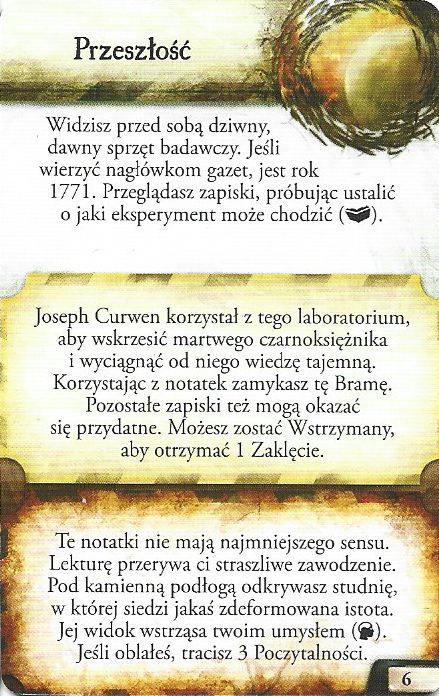 Przeszłość
Widzisz przed sobą dziwny,
dawny sprzęt badawczy. Jeśli
wierzyć nagłówkom gazet, jest rok
1771. Przeglądasz zapiski, próbując ustalić
o jaki eksperyment może chodzić ( ).
Joseph Curwen korzystał z tego laboratorium,
aby wskrzesić martwego czarnoksiężnika
i wyciągnąć od niego wiedzę tajemną.
Korzystając z notatek zamykasz tę Bramę.
Pozostałe zapiski też mogą okazać
się przydatne. Możesz zostać Wstrzymany,
aby otrzymać 1 Zaklęcie.
Te notatki nie mają najmniejszego sensu.
Lekturę przerywa ci straszliwe zawodzenie.
Pod kamienną podłogą odkrywasz studnię,
w której siedzi jakaś zdeformowana istota.
Jej widok wstrząsa twoim umysłem ( ).
Jeśli oblałeś, tracisz 3 Poczytalności.
6